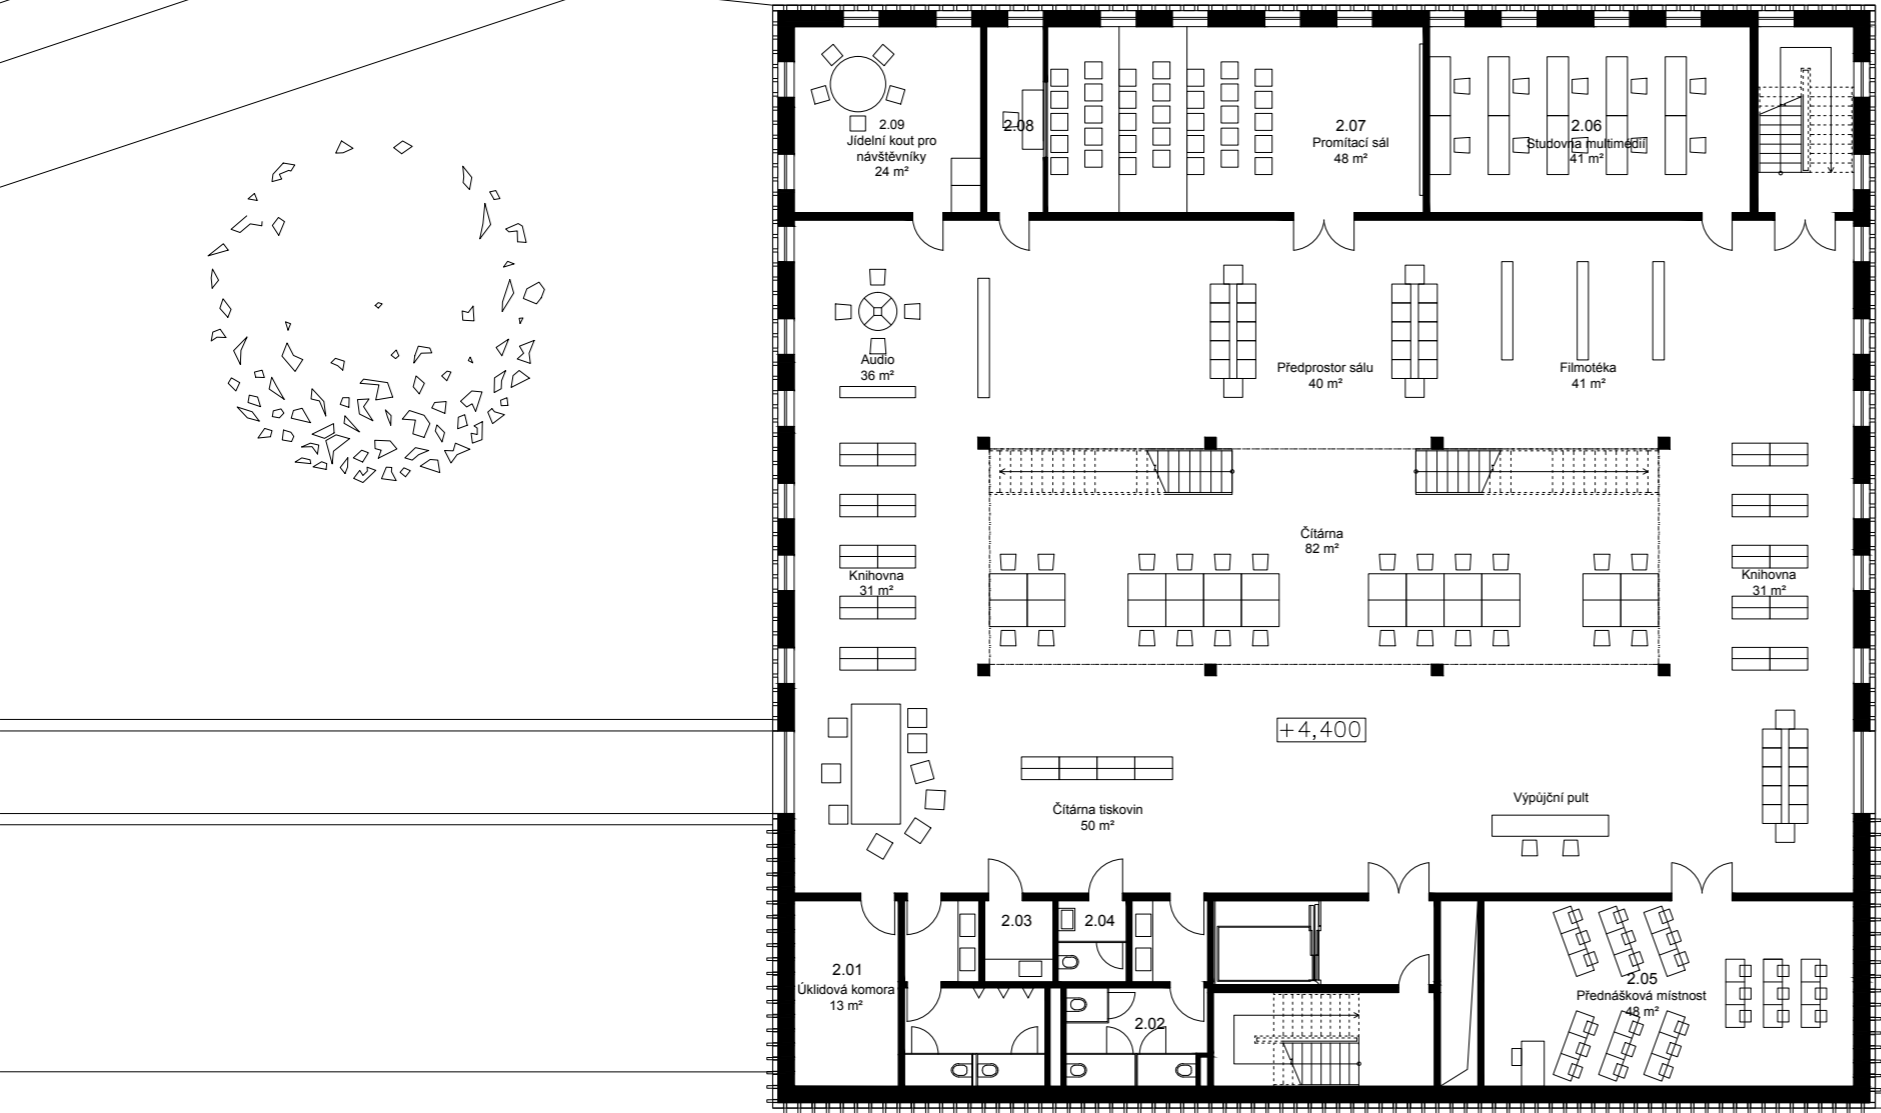 2.09
Jídelní kout pro
návštěvníky
24 m²
2.08
2.07
Promítací sál
48 m²
2.06
Studovna multimédií
41 m²
Audio
36 m²
Předprostor sálu
40 m²
Filmotéka
41 m²
Čítárna
82 m²
Knihovna
31 m²
Knihovna
31 m²
+4,400
Čítárna tiskovin
50 m²
Výpůjční pult
2.03
2.04
2.01
Úklidová komora
13 m²
2.02
2.05
Přednášková místnost
48 m²